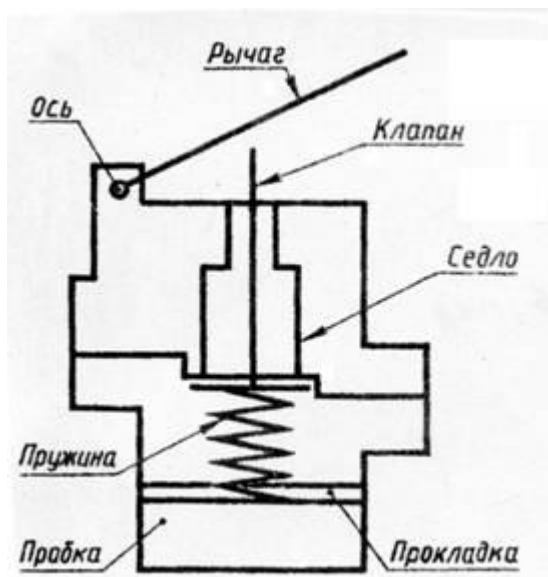 Рычаг
Ось
Клапан
Седло
Пружина
Пробка
Прокладка